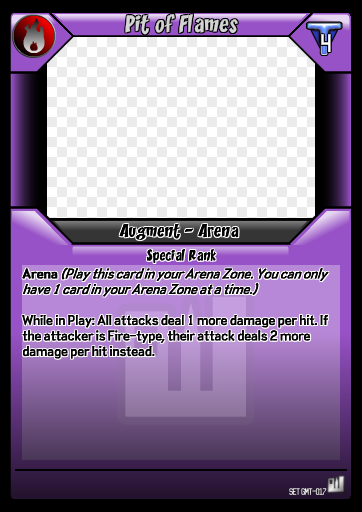 Pit of Flames
4
Augment - Arena
Special Rank
Arena (Play this card in your Arena Zone. You can only
have 1 card in your Arena Zone at a time.)
While in Play: All attacks deal 1 more damage per hit. If
the attacker is Fire-type, their attack deals 2 more
damage per hit instead.
SET GMT-017